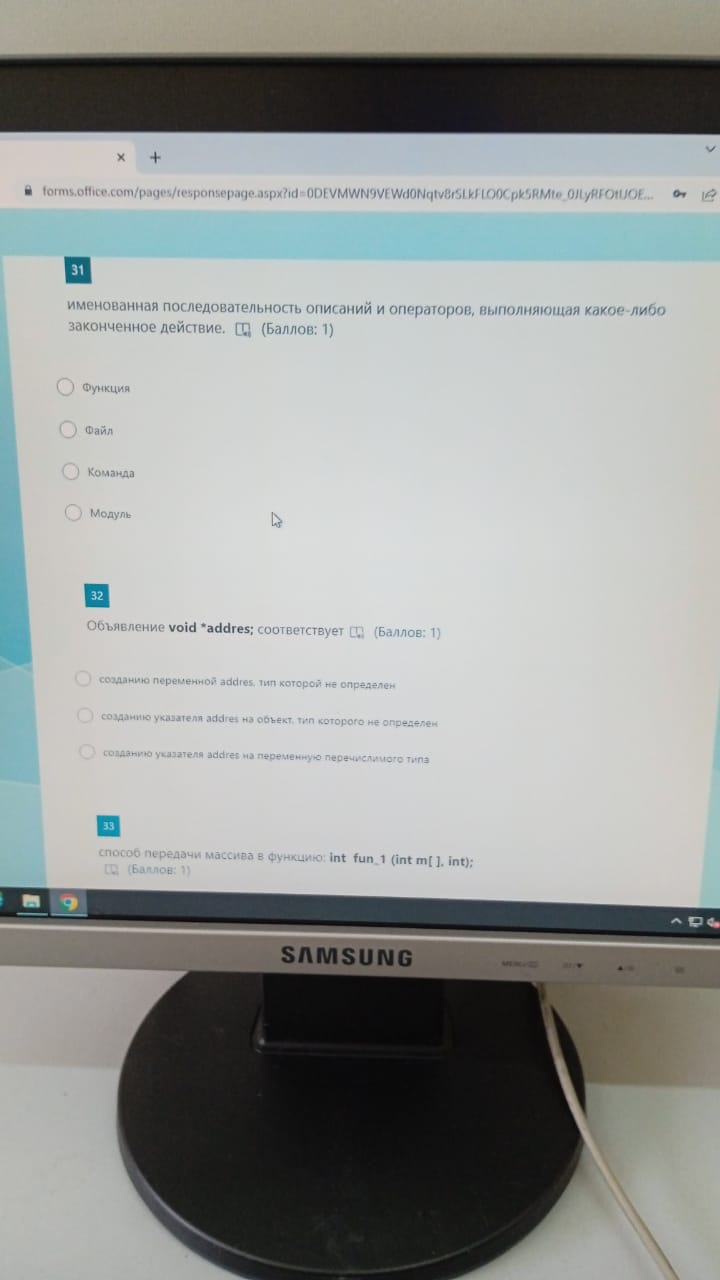 forms.office.com/pages/responsepage.aspx?id=0DEVMWN9VEWd0Nqtv8rSLkFLO0Cpk5RMte_0JLyRFOtUOE...
31
именованная последовательность описаний и операторов, выполняющая какое-либо
законченное действие. (Баллов: 1)
Функция
Файл
Команда
Модуль
32
Объявление void *addres; соответствует (Баллов: 1)
созданию переменной addres, тип которой не определен
созданию указателя addres на объект, тип которого не определен
созданию указателя addres на переменную перечислимого типа
33
способ передачи массива в функцию: int fun_1 (int m[ ], int);
(Баллов: 1)
SAMSUNG